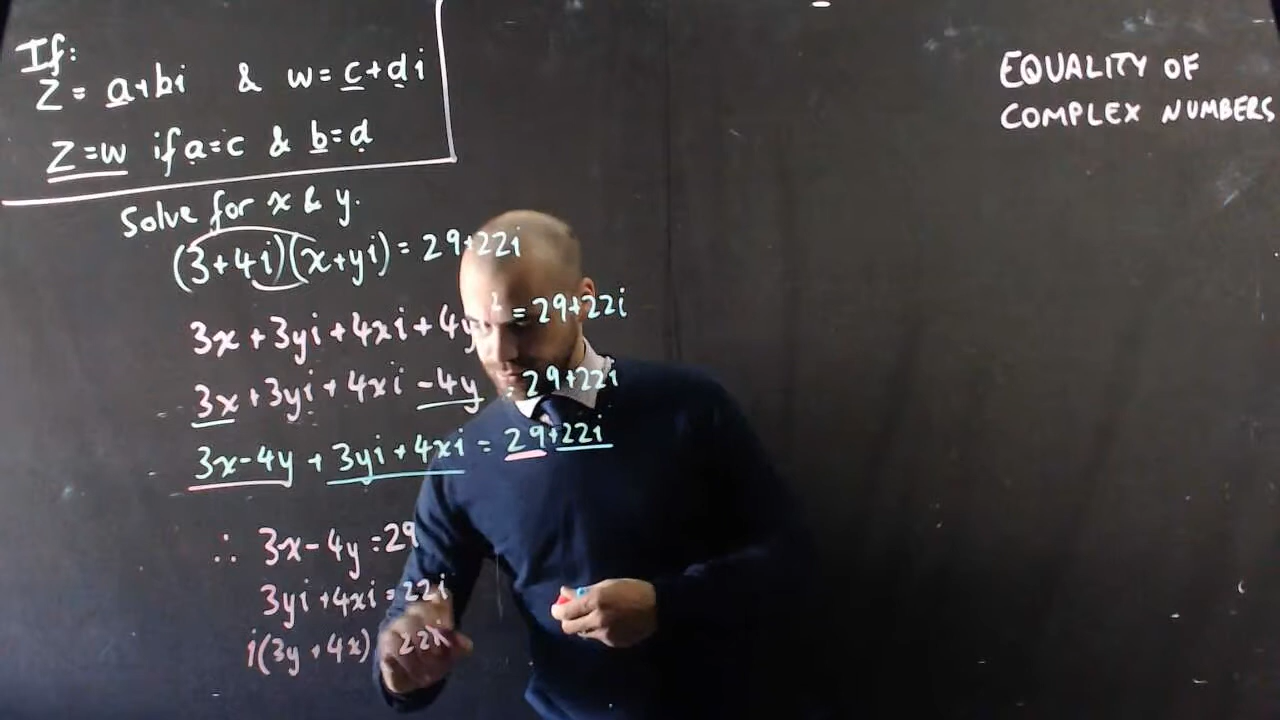 If:
Z = a+bi & w = c+di
Z=w if a=c & b=d
EQUALITY OF
COMPLEX NUMBERS
Solve for x & y.
(3+4i)(x+yi) = 29+22i
3x+3yi+4xi+4yi² = 29+22i
3x+3yi+4xi-4y = 29+22i
3x-4y+3yi+4xi = 29+22i
∴ 3x-4y=29
3yi+4xi=22i
i(3y+4x) 22i